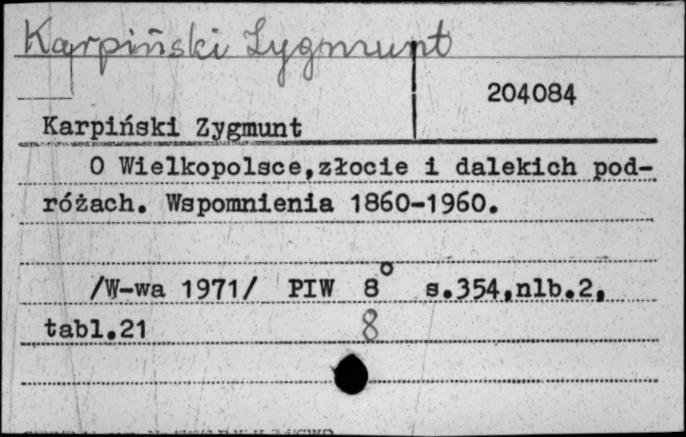 Karpiński Zygmunt
204084
Karpiński Zygmunt
O Wielkopolsce,złocie i dalekich pod-
różach. Wspomnienia 1860-1960.
/W-wa 1971/ PIW 8° s.354,nlb.2,
tabl.21 8